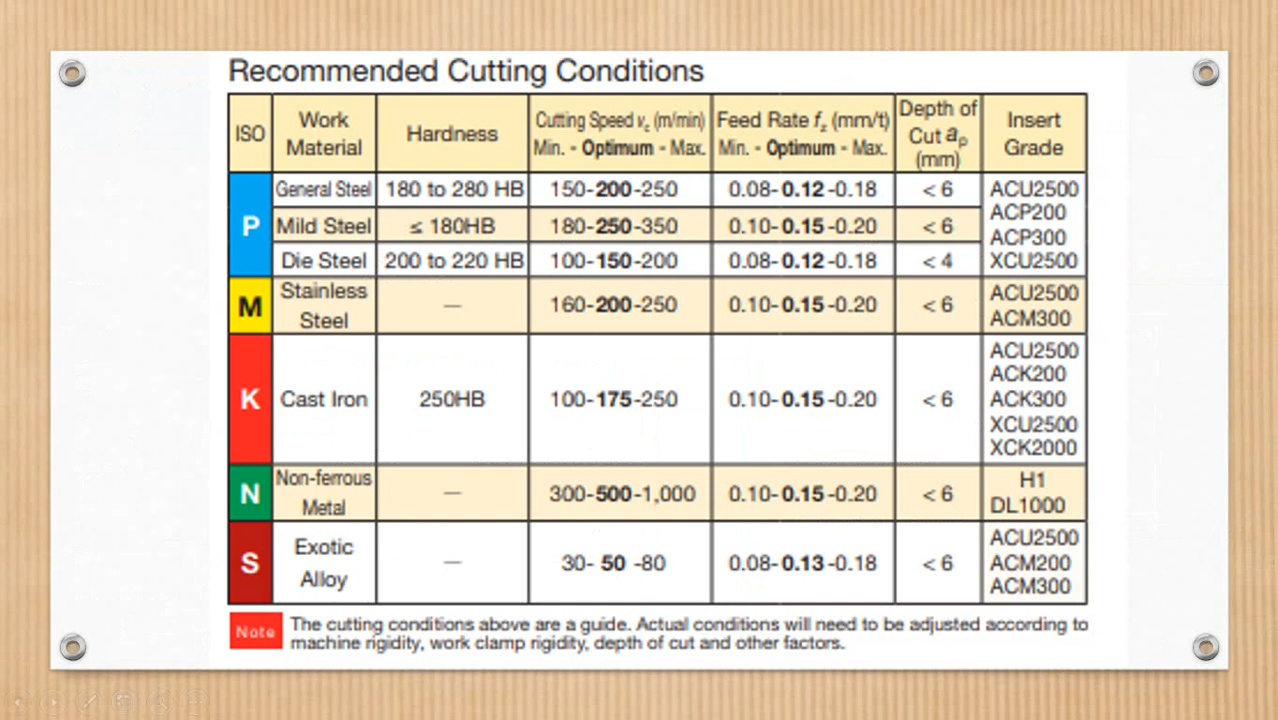 Recommended Cutting Conditions
ISO Work Material Hardness Cutting Speed vc (m/min) Min. - Optimum - Max. Feed Rate fz (mm/t) Min. - Optimum - Max. Depth of Cut ap (mm) Insert Grade
P
General Steel 180 to 280 HB 150-200-250 0.08-0.12-0.18 < 6
Mild Steel ≤ 180HB 180-250-350 0.10-0.15-0.20 < 6
Die Steel 200 to 220 HB 100-150-200 0.08-0.12-0.18 < 4
ACU2500
ACP200
ACP300
XCU2500
M Stainless Steel — 160-200-250 0.10-0.15-0.20 < 6
ACU2500
ACM300
K Cast Iron 250HB 100-175-250 0.10-0.15-0.20 < 6
ACU2500
ACK200
ACK300
XCU2500
XCK2000
N Non-ferrous Metal — 300-500-1,000 0.10-0.15-0.20 < 6
H1
DL1000
S Exotic Alloy — 30- 50 -80 0.08-0.13-0.18 < 6
ACU2500
ACM200
ACM300
Note The cutting conditions above are a guide. Actual conditions will need to be adjusted according to
machine rigidity, work clamp rigidity, depth of cut and other factors.